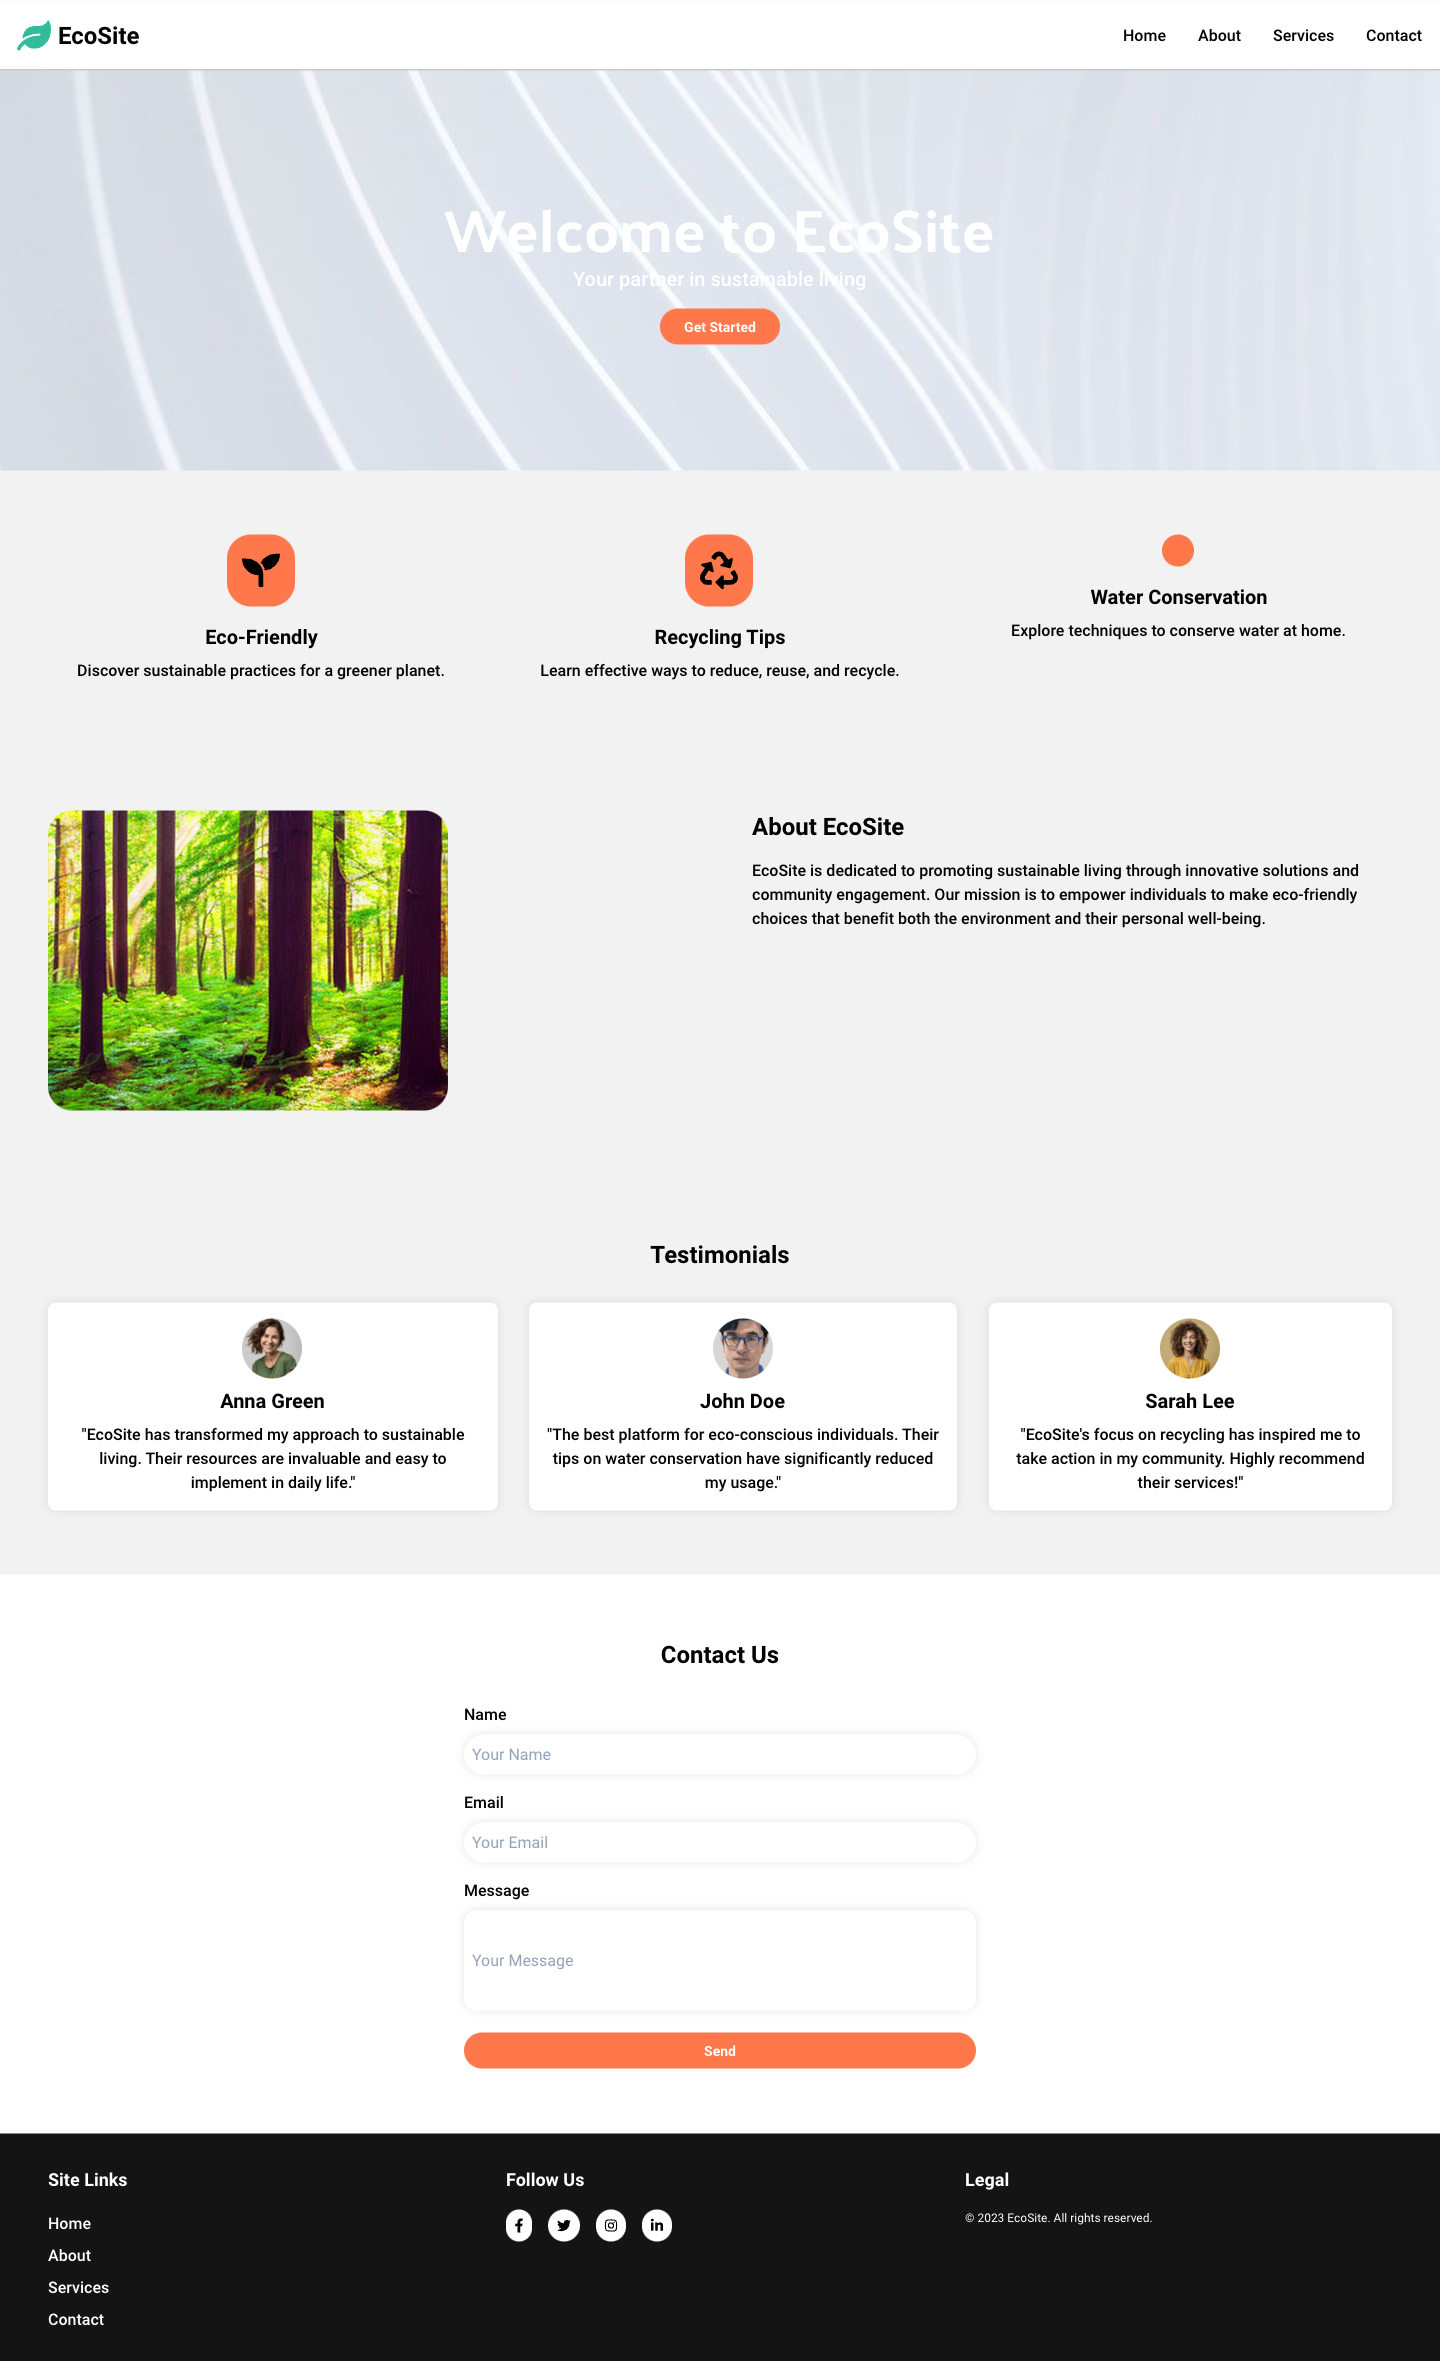 EcoSite
Home
About
Services
Contact
Welcome to EcoSite
Your partner in sustainable living
Get Started
Eco-Friendly
Discover sustainable practices for a greener planet.
Recycling Tips
Learn effective ways to reduce, reuse, and recycle.
Water Conservation
Explore techniques to conserve water at home.
About EcoSite
EcoSite is dedicated to promoting sustainable living through innovative solutions and
community engagement. Our mission is to empower individuals to make eco-friendly
choices that benefit both the environment and their personal well-being.
Testimonials
Anna Green
"EcoSite has transformed my approach to sustainable
living. Their resources are invaluable and easy to
implement in daily life."
John Doe
"The best platform for eco-conscious individuals. Their
tips on water conservation have significantly reduced
my usage."
Sarah Lee
"EcoSite's focus on recycling has inspired me to
take action in my community. Highly recommend
their services!"
Contact Us
Name
Your Name
Email
Your Email
Message
Your Message
Send
Site Links
Home
About
Services
Contact
Follow Us
Legal
© 2023 EcoSite. All rights reserved.